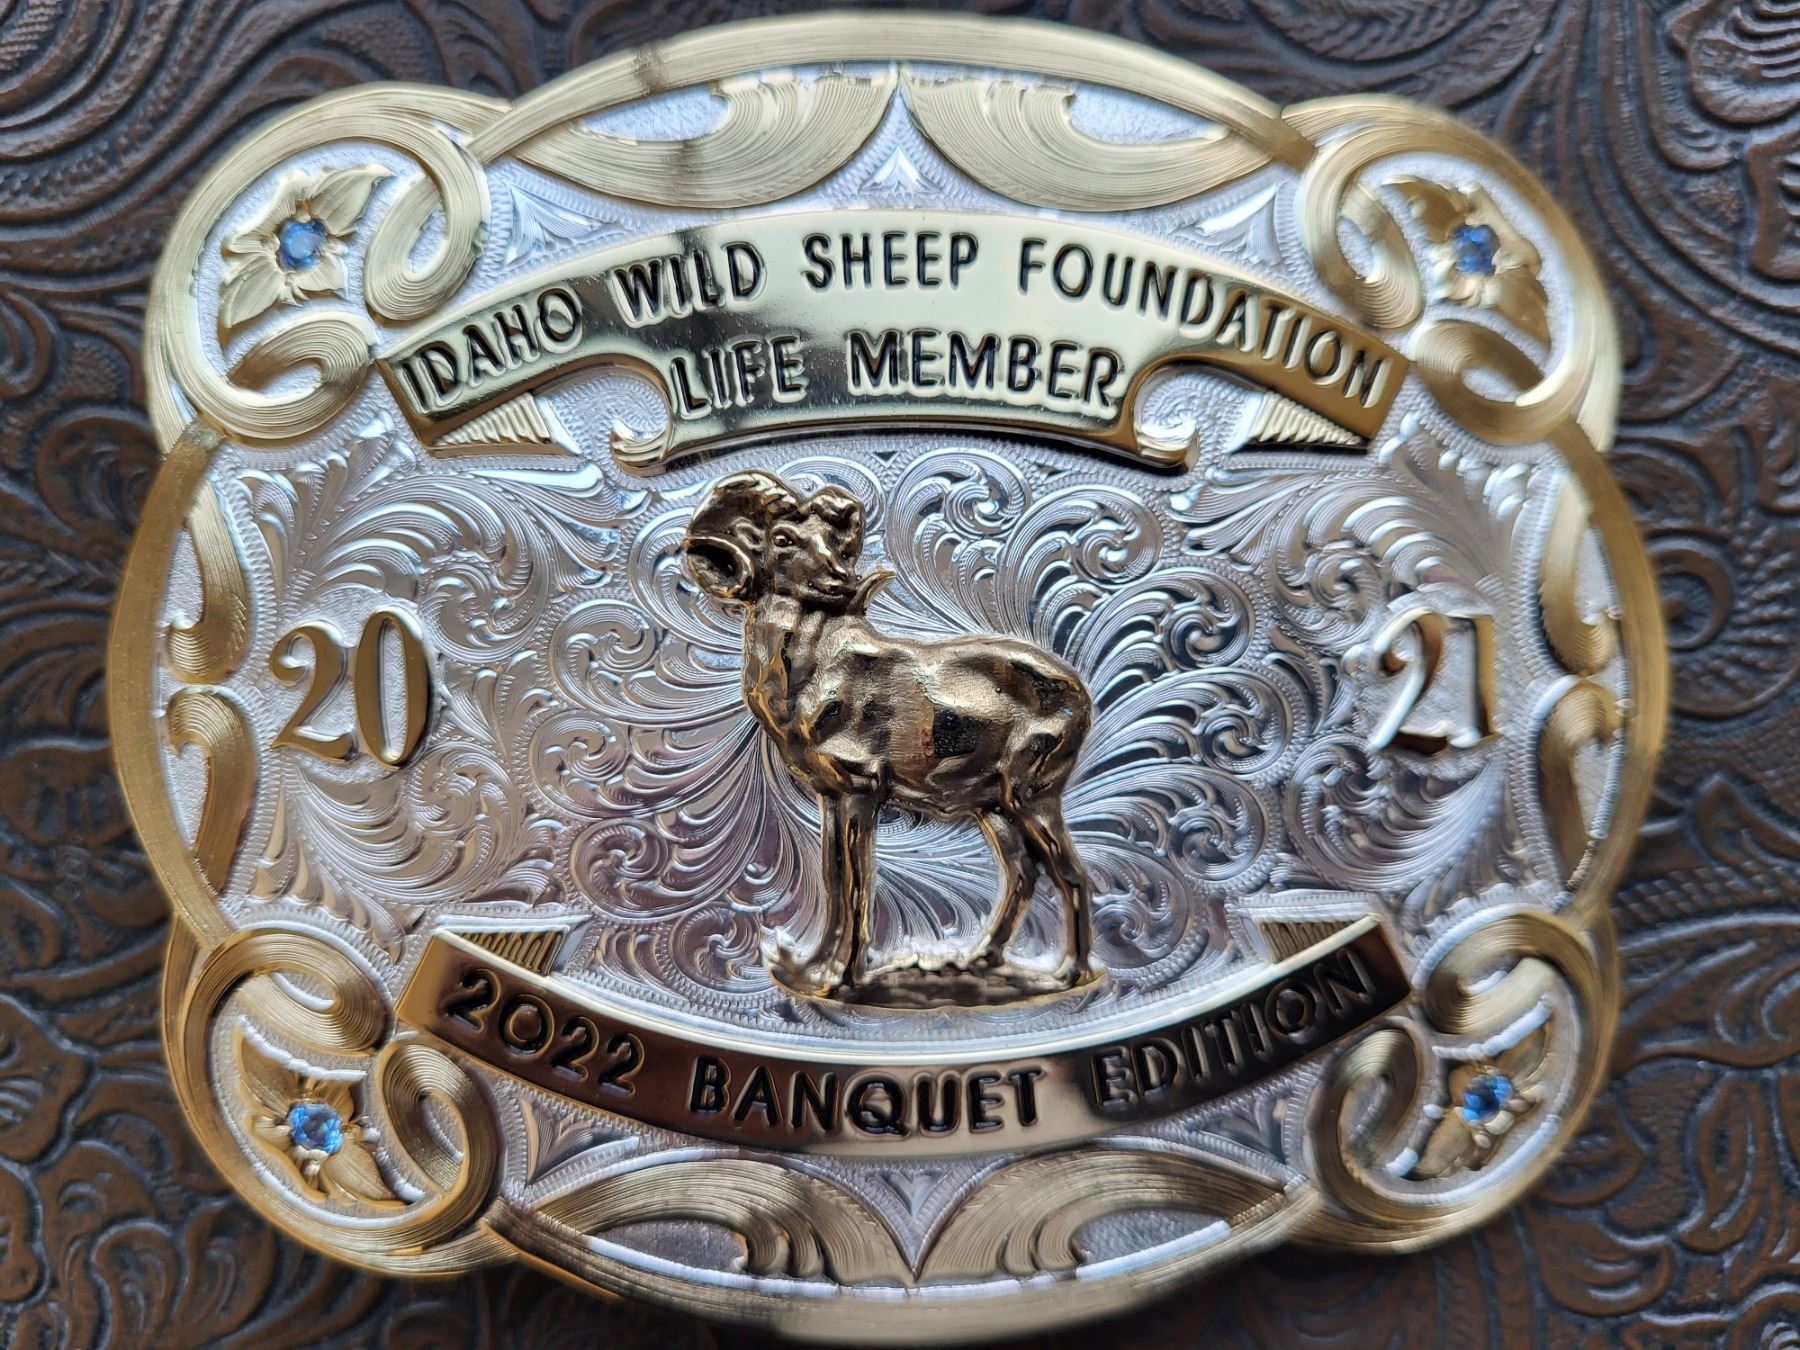 IDAHO WILD SHEEP FOUNDATION
LIFE MEMBER
20 21
2022 BANQUET EDITION